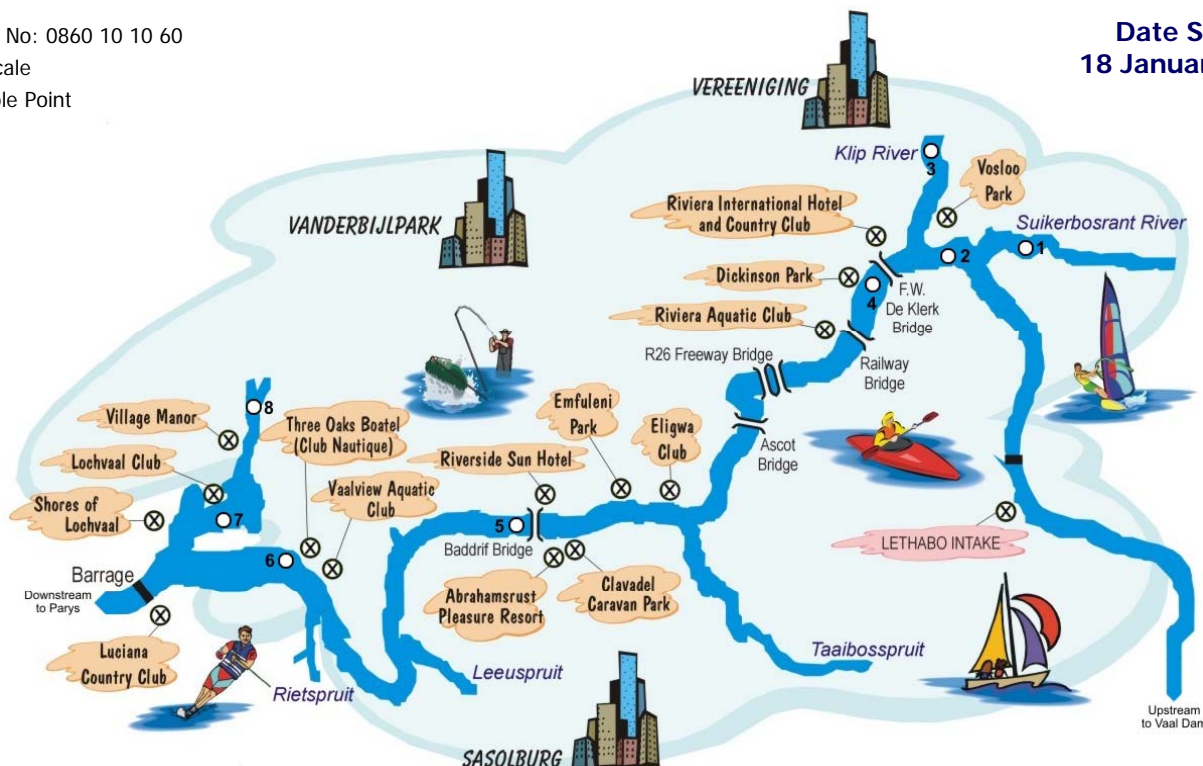 No: 0860 10 10 60
Date S
18 Januar
cale
ple Point
VEREENIGING
Klip River
3
Vosloo
Park
Riviera International Hotel
and Country Club
Suikerbosrant River
VANDERBIJLPARK
2
1
Dickinson Park
4
F.W.
De Klerk
Bridge
Riviera Aquatic Club
R26 Freeway Bridge
Railway
Bridge
8
Village Manor
Three Oaks Boatel
(Club Nautique)
Emfuleni
Park
Eligwa
Club
Ascot
Bridge
Lochvaal Club
Riverside Sun Hotel
Vaalview Aquatic
Club
Shores of
Lochvaal
7
5
LETHABO INTAKE
Baddrif Bridge
6
Barrage
Downstream
to Parys
Abrahamsrust
Pleasure Resort
Clavadel
Caravan Park
Luciana
Country Club
Rietspruit
Leeuspruit
Taaibosspruit
Upstream
to Vaal Dam
SASOLBURG